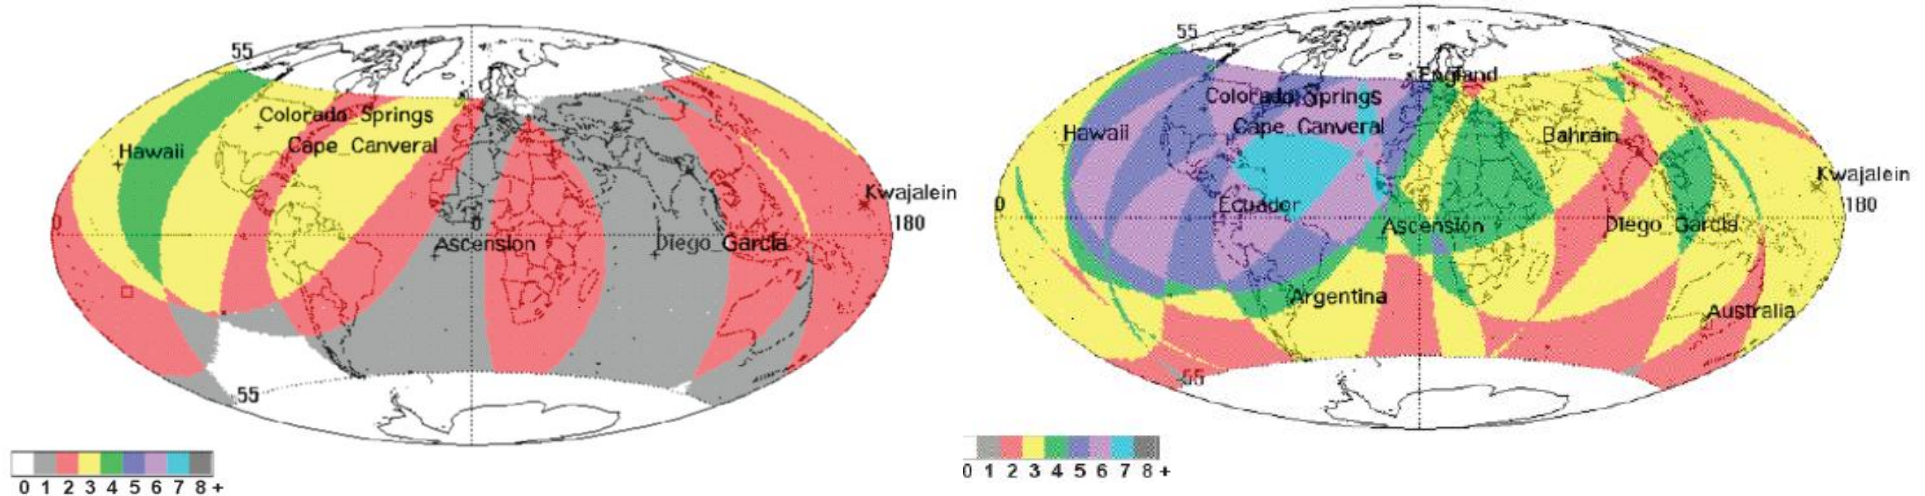 55
Colorado Springs
Cape Canveral
Hawaii
Kwajalein
0
0
180
Ascension
Diego Garcia
55
0 1 2 3 4 5 6 7 8 +
55
England
Colorado Springs
Cape Canveral
Hawaii
Bahrain
Kwajalein
0
180
Ecuador
Ascension
Diego Garcia
Argentina
Australia
-55
0 1 2 3 4 5 6 7 8 +